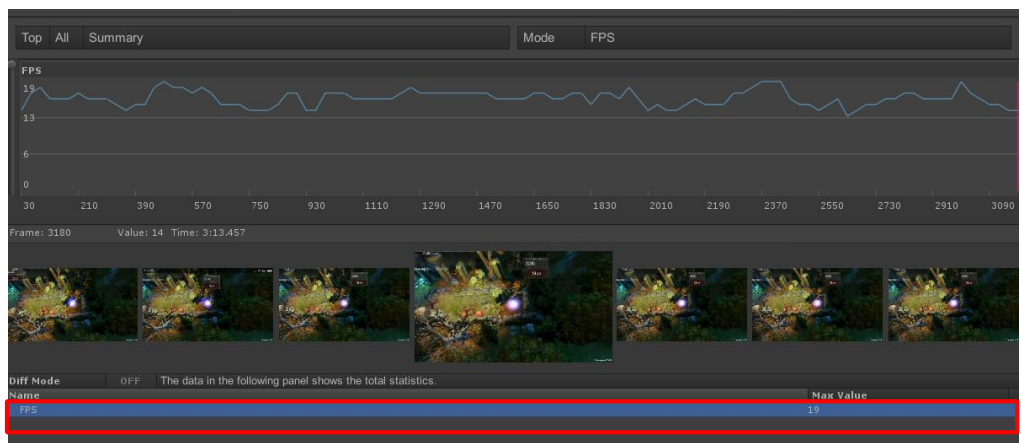 Top All Summary Mode FPS
FPS
19
13
6
0
30 210 390 570 750 930 1110 1290 1470 1650 1830 2010 2190 2370 2550 2730 2910 3090
Frame: 3180 Value: 14 Time: 3:13.457
Diff Mode OFF The data in the following panel shows the total statistics.
Name Max Value
FPS 19